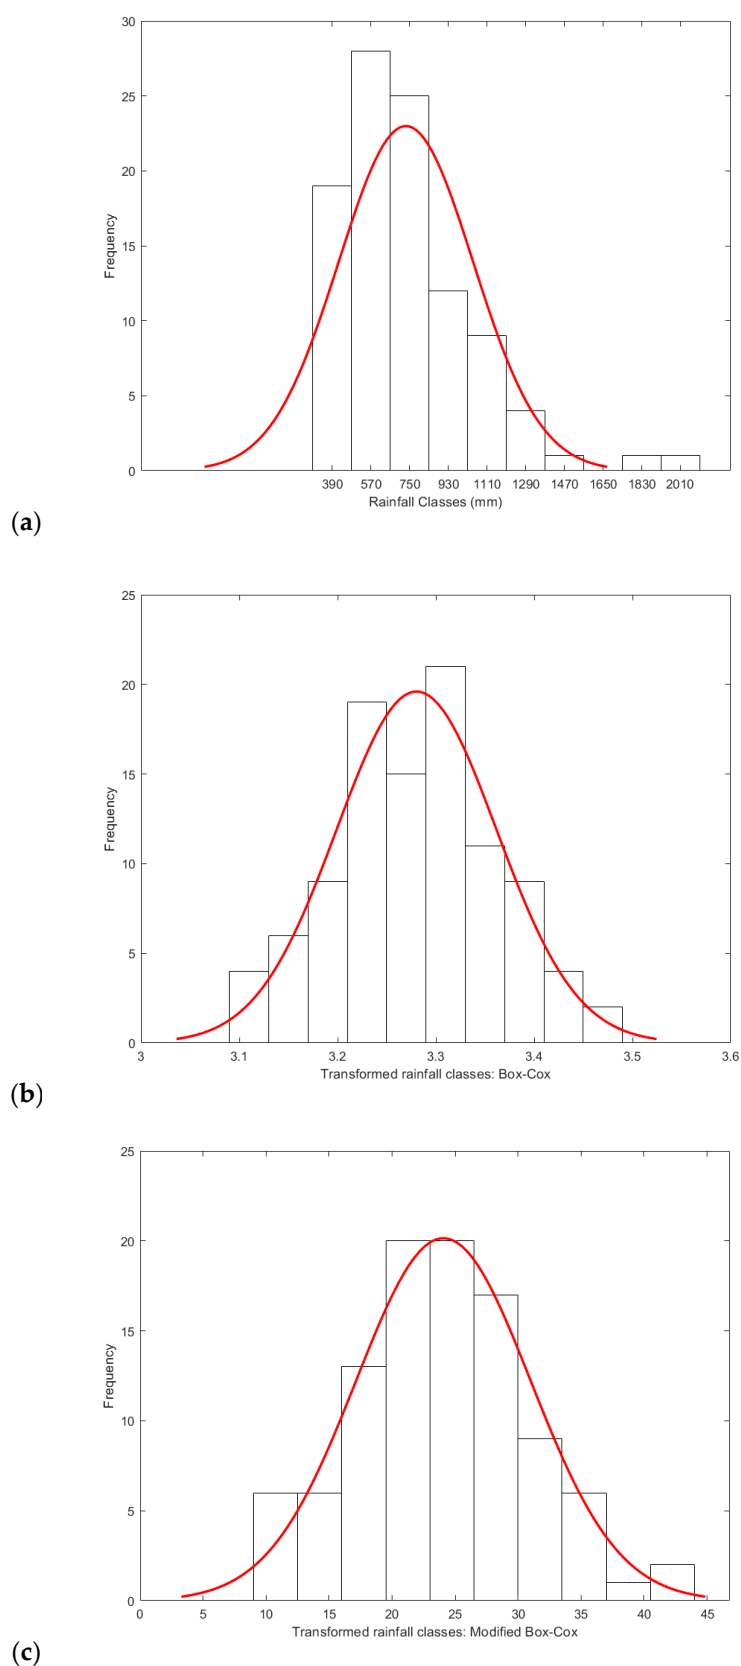 30
25
20
15
10
5
0
Frequency
390 570 750 930 1110 1290 1470 1650 1830 2010
Rainfall Classes (mm)
(a)
25
20
15
10
5
0
Frequency
3 3.1 3.2 3.3 3.4 3.5 3.6
Transformed rainfall classes: Box-Cox
(b)
25
20
15
10
5
0
Frequency
0 5 10 15 20 25 30 35 40 45
Transformed rainfall classes: Modified Box-Cox
(c)